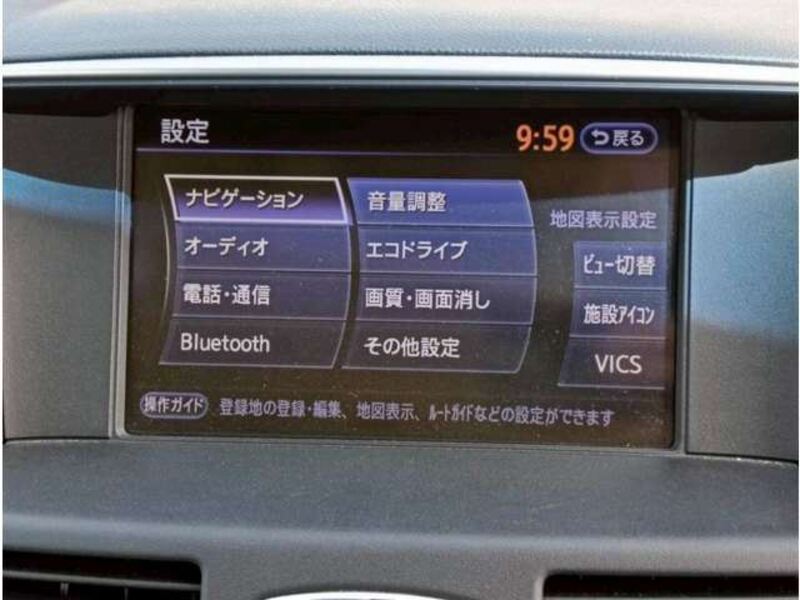 設定
9:59 戻る
ナビゲーション 音量調整
地図表示設定
オーディオ エコドライブ
ビュー切替
電話・通信 画質・画面消し
施設アイコン
Bluetooth その他設定
VICS
操作ガイド 登録地の登録・編集、地図表示、ルートガイドなどの設定ができます